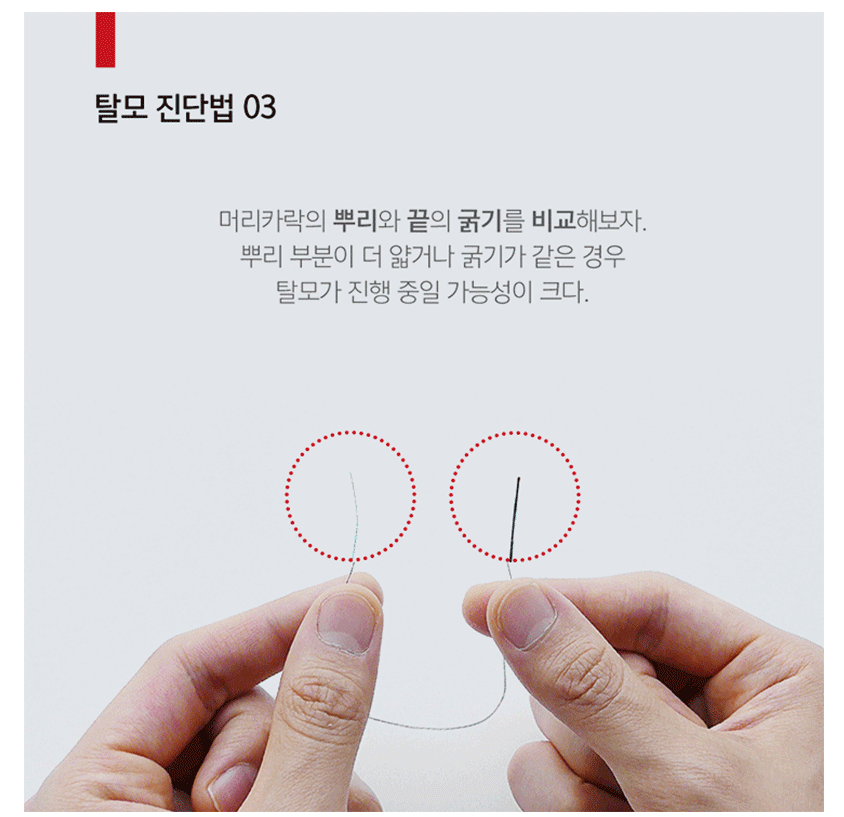 탈모 진단법 03
머리카락의 뿌리와 끝의 굵기를 비교해보자.
뿌리 부분이 더 얇거나 굵기가 같은 경우
탈모가 진행 중일 가능성이 크다.